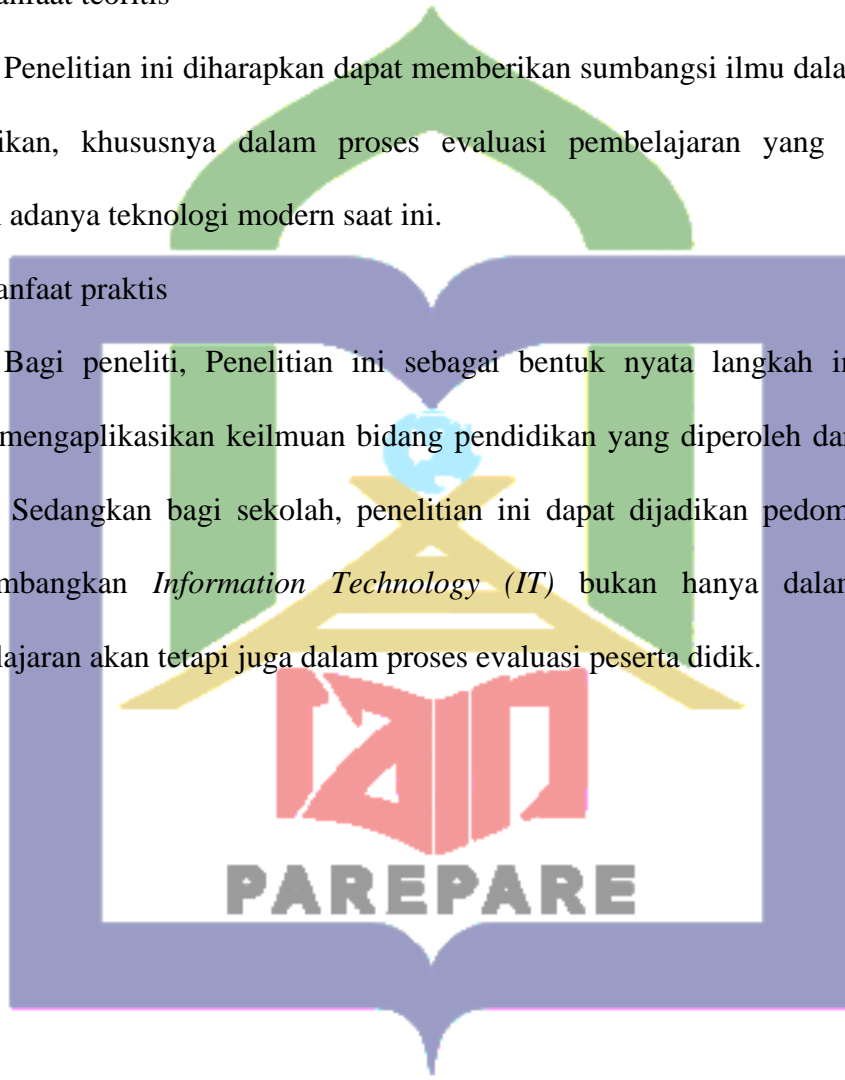 anfaat teoritis
Penelitian ini diharapkan dapat memberikan sumbangsi ilmu dala
ikan, khususnya dalam proses evaluasi pembelajaran yang
adanya teknologi modern saat ini.
anfaat praktis
Bagi peneliti, Penelitian ini sebagai bentuk nyata langkah in
mengaplikasikan keilmuan bidang pendidikan yang diperoleh dar
Sedangkan bagi sekolah, penelitian ini dapat dijadikan pedom
mbangkan Information Technology (IT) bukan hanya dalam
lajaran akan tetapi juga dalam proses evaluasi peserta didik.
iain
PAREPARE